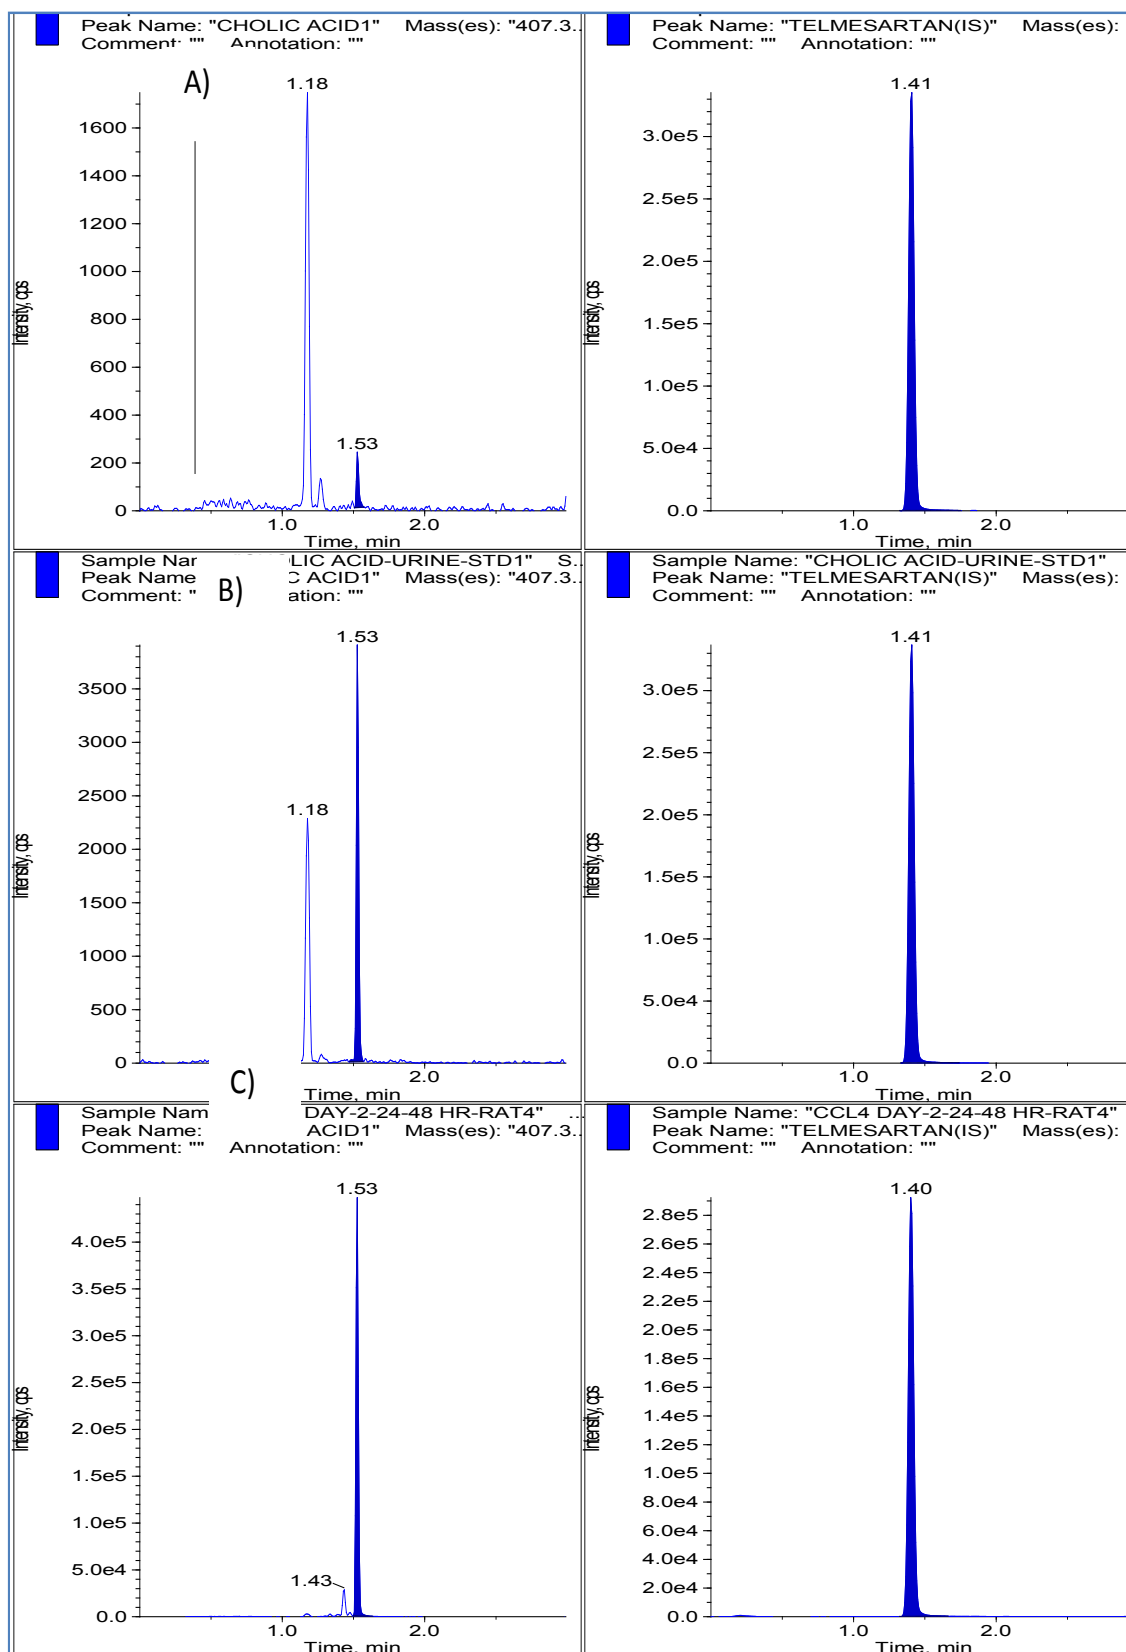 Peak Name: "CHOLIC ACID1" Mass(es): "407.3..
Comment: "" Annotation: ""
A)
1.18
1.53
1600
1400
1200
1000
800
600
400
200
0
Intensity, cps
1.0 2.0
Time, min
Peak Name: "TELMESARTAN(IS)" Mass(es):
Comment: "" Annotation: ""
1.41
3.0e5
2.5e5
2.0e5
1.5e5
1.0e5
5.0e4
0.0
Intensity, cps
1.0 2.0
Time, min
Sample Nar LIC ACID-URINE-STD1" S..
Peak Name C ACID1" Mass(es): "407.3..
Comment: " ation: ""
B)
1.53
1.18
3500
3000
2500
2000
1500
1000
500
0
Intensity, cps
2.0
Time, min
Sample Name: "CHOLIC ACID-URINE-STD1"
Peak Name: "TELMESARTAN(IS)" Mass(es):
Comment: "" Annotation: ""
1.41
3.0e5
2.5e5
2.0e5
1.5e5
1.0e5
5.0e4
0.0
Intensity, cps
1.0 2.0
Time, min
C)
Sample Nam DAY-2-24-48 HR-RAT4" ...
Peak Name: ACID1" Mass(es): "407.3..
Comment: "" Annotation: ""
1.53
1.43
4.0e5
3.5e5
3.0e5
2.5e5
2.0e5
1.5e5
1.0e5
5.0e4
0.0
Intensity, cps
1.0 2.0
Time, min
Sample Name: "CCL4 DAY-2-24-48 HR-RAT4"
Peak Name: "TELMESARTAN(IS)" Mass(es):
Comment: "" Annotation: ""
1.40
2.8e5
2.6e5
2.4e5
2.2e5
2.0e5
1.8e5
1.6e5
1.4e5
1.2e5
1.0e5
8.0e4
6.0e4
4.0e4
2.0e4
0.0
Intensity, cps
1.0 2.0
Time, min